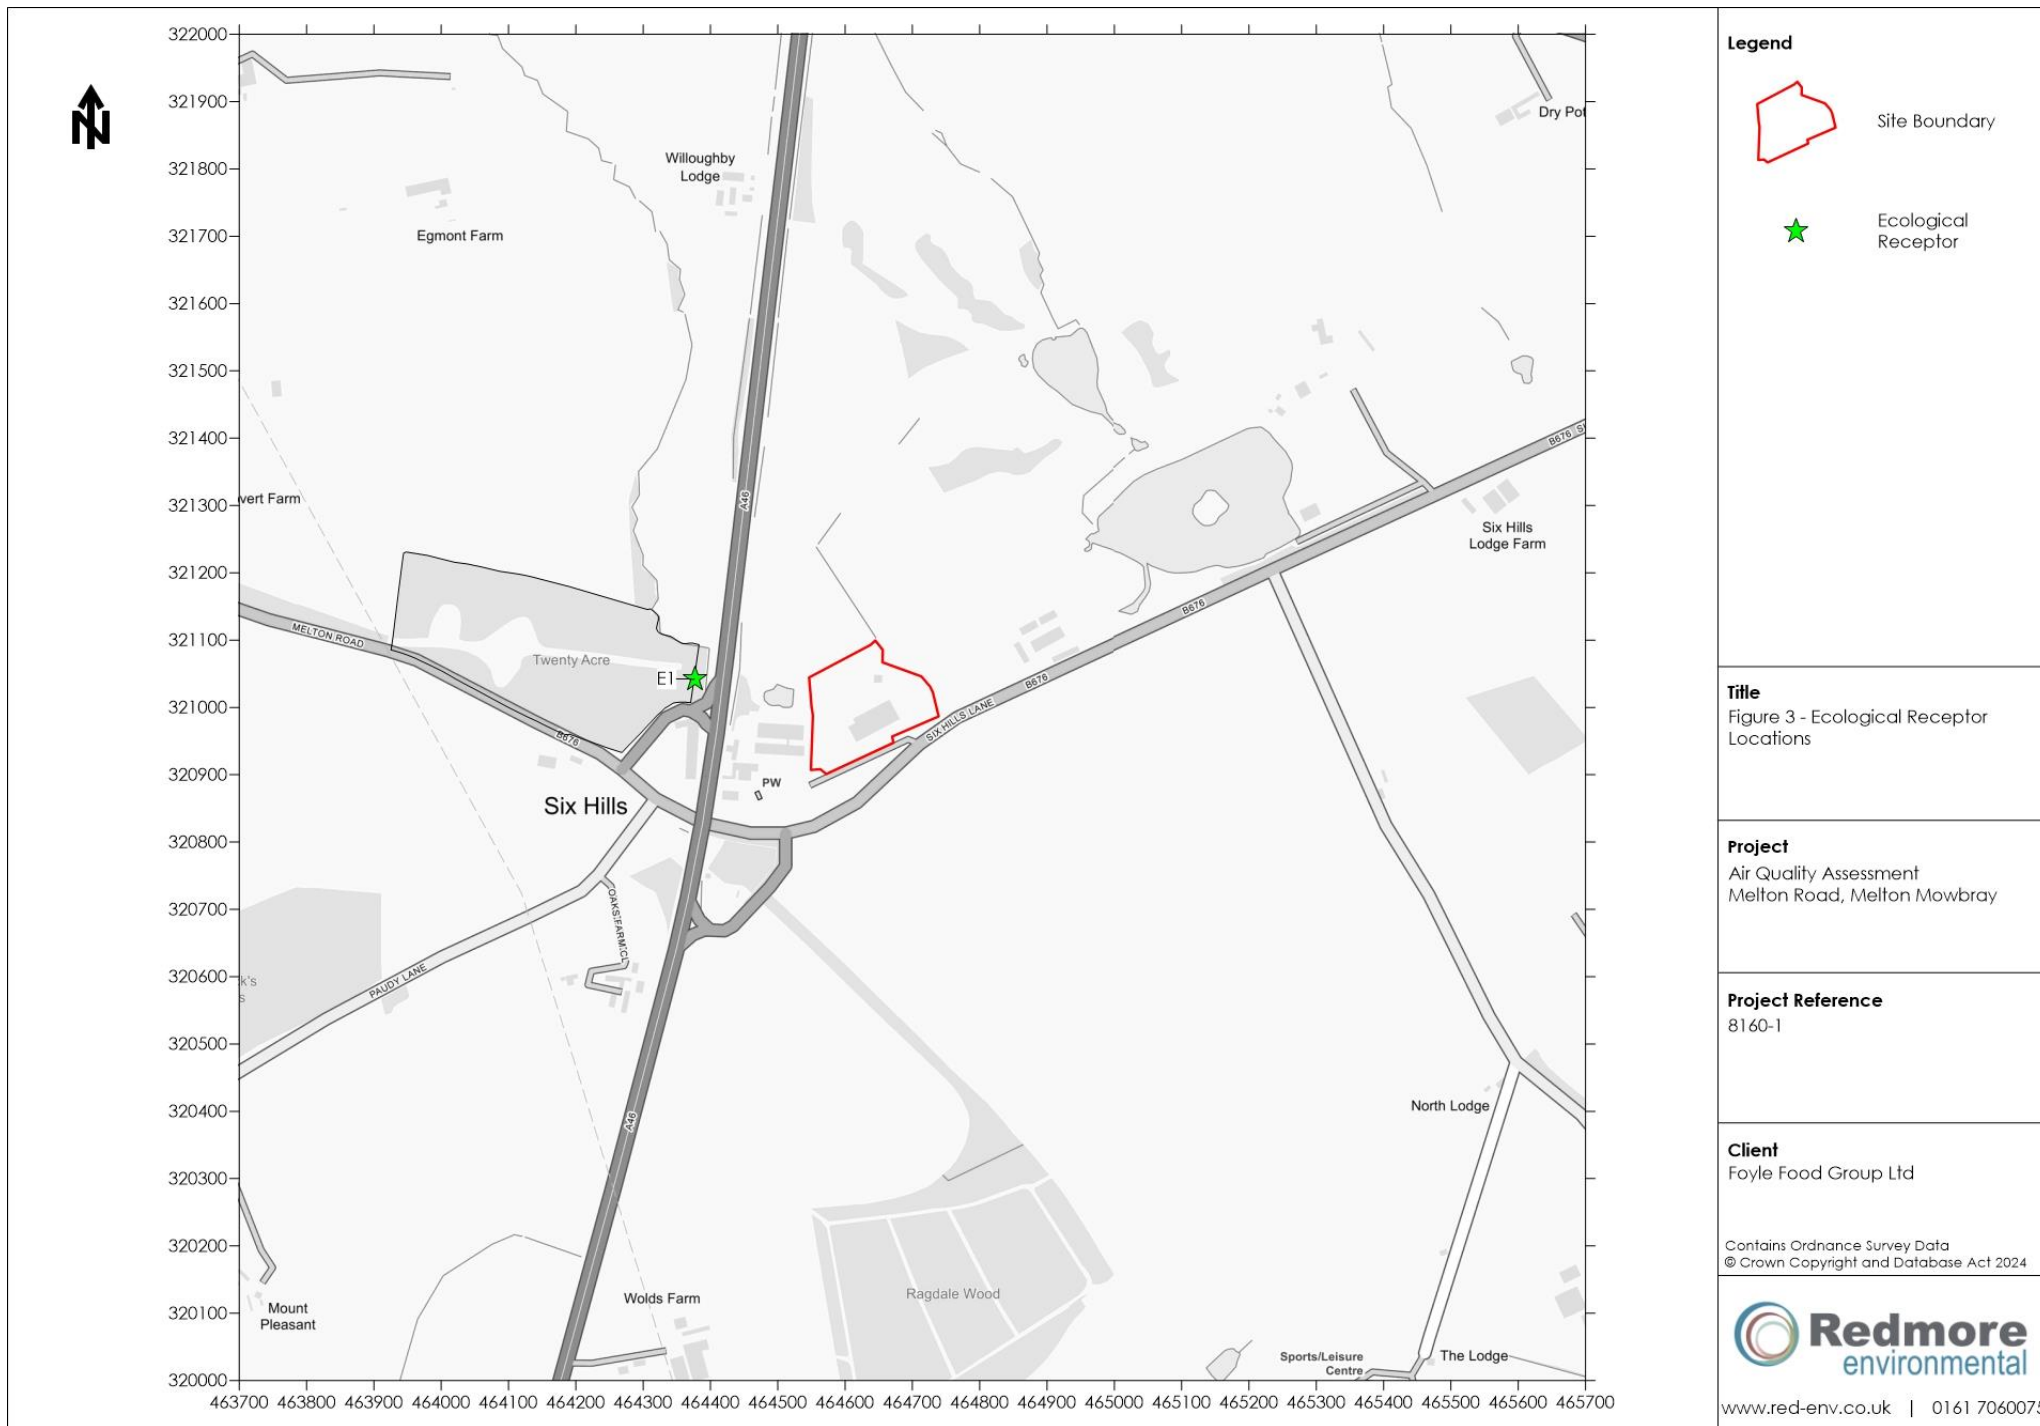 322000
321900
321800
321700
321600
321500
321400
321300
321200
321100
321000
320900
320800
320700
320600
320500
320400
320300
320200
320100
320000
463700 463800 463900 464000 464100 464200 464300 464400 464500 464600 464700 464800 464900 465000 465100 465200 465300 465400 465500 465600 465700
N
Willoughby
Lodge
Egmont Farm
Dry Pot
vert Farm
A46
B676
Six Hills
Lodge Farm
MELTON ROAD
Twenty Acre
E1
B676
B676
SIX HILLS LANE
B676
PW
Six Hills
OAKS FARM CL
PAUDY LANE
k's
s
A46
North Lodge
Mount
Pleasant
Wolds Farm
Ragdale Wood
Sports/Leisure
Centre
The Lodge
Legend
Site Boundary
Ecological
Receptor
Title
Figure 3 - Ecological Receptor
Locations
Project
Air Quality Assessment
Melton Road, Melton Mowbray
Project Reference
8160-1
Client
Foyle Food Group Ltd
Contains Ordnance Survey Data
© Crown Copyright and Database Act 2024
Redmore
environmental
www.red-env.co.uk | 0161 7060075